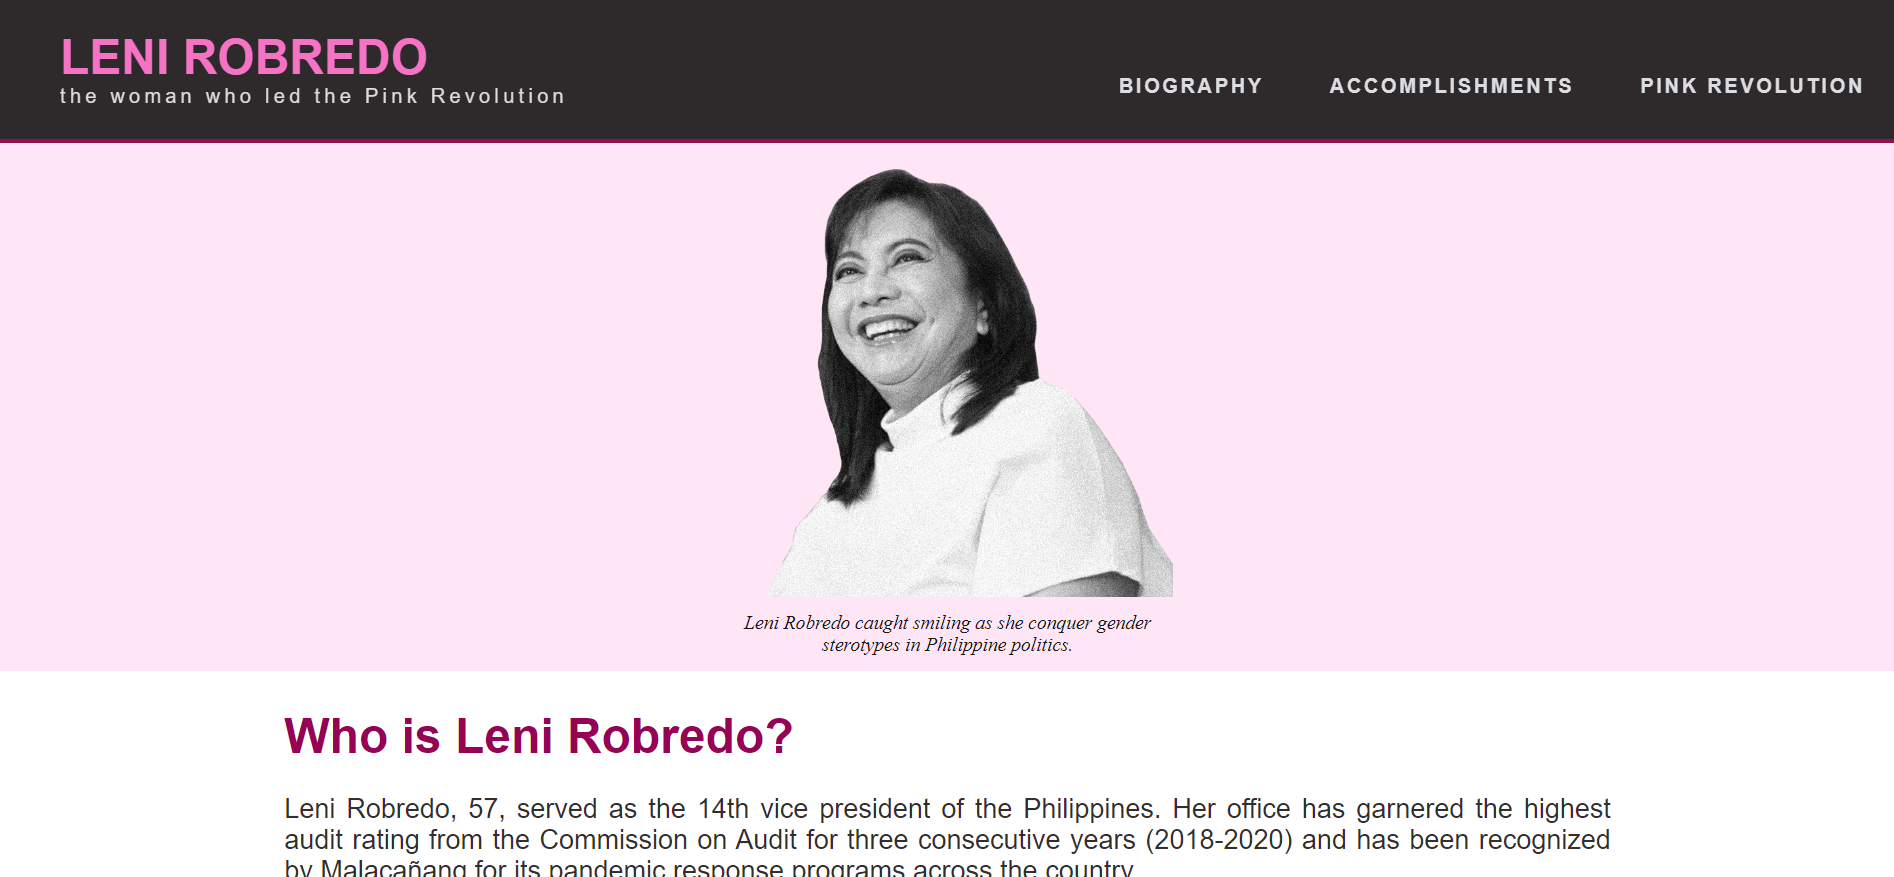 LENI ROBREDO
the woman who led the Pink Revolution
BIOGRAPHY ACCOMPLISHMENTS PINK REVOLUTION
Leni Robredo caught smiling as she conquer gender
sterotypes in Philippine politics.
Who is Leni Robredo?
Leni Robredo, 57, served as the 14th vice president of the Philippines. Her office has garnered the highest
audit rating from the Commission on Audit for three consecutive years (2018-2020) and has been recognized
by Malacañang for its pandemic response programs across the country.